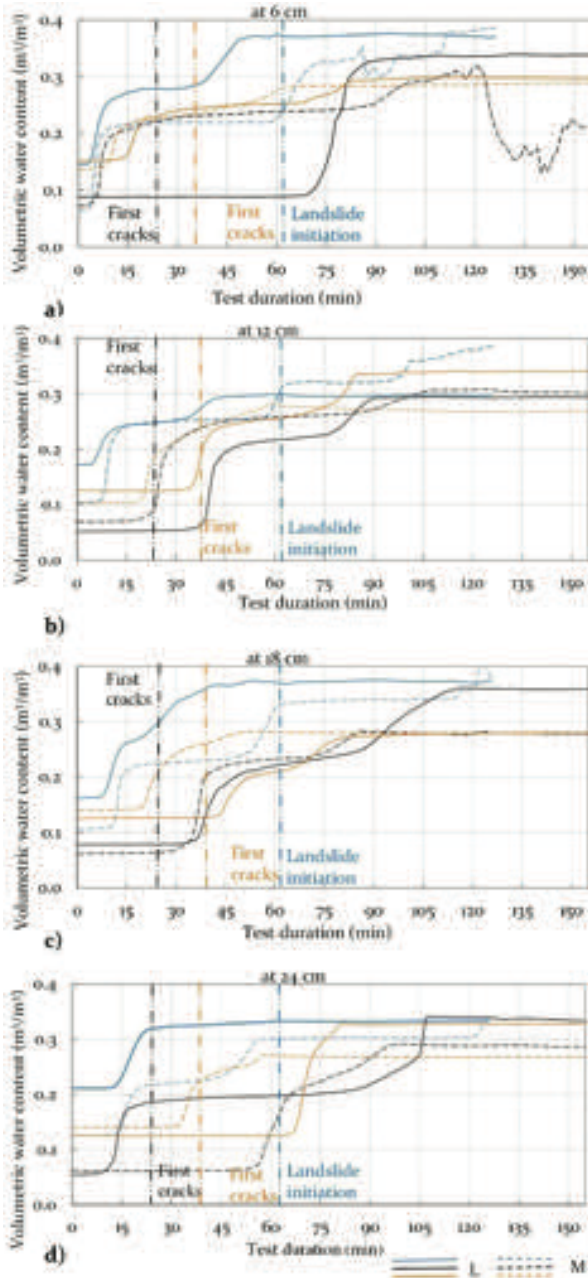 at 6 cm
Volumetric water content (m³/m³)
0.4
0.3
0.2
0.1
0.0
First
cracks
First
cracks
Landslide
initiation
0 15 30 45 60 75 90 105 120 135 150
Test duration (min)
a)
at 12 cm
Volumetric water content (m³/m³)
0.4
0.3
0.2
0.1
0.0
First
cracks
First
cracks
Landslide
initiation
0 15 30 45 60 75 90 105 120 135 150
Test duration (min)
b)
at 18 cm
Volumetric water content (m³/m³)
0.4
0.3
0.2
0.1
0.0
First
cracks
First
cracks
Landslide
initiation
0 15 30 45 60 75 90 105 120 135 150
Test duration (min)
c)
at 24 cm
Volumetric water content (m³/m³)
0.4
0.3
0.2
0.1
0.0
First
cracks
First
cracks
Landslide
initiation
0 15 30 45 60 75 90 105 120 135 150
Test duration (min)
d)
L M